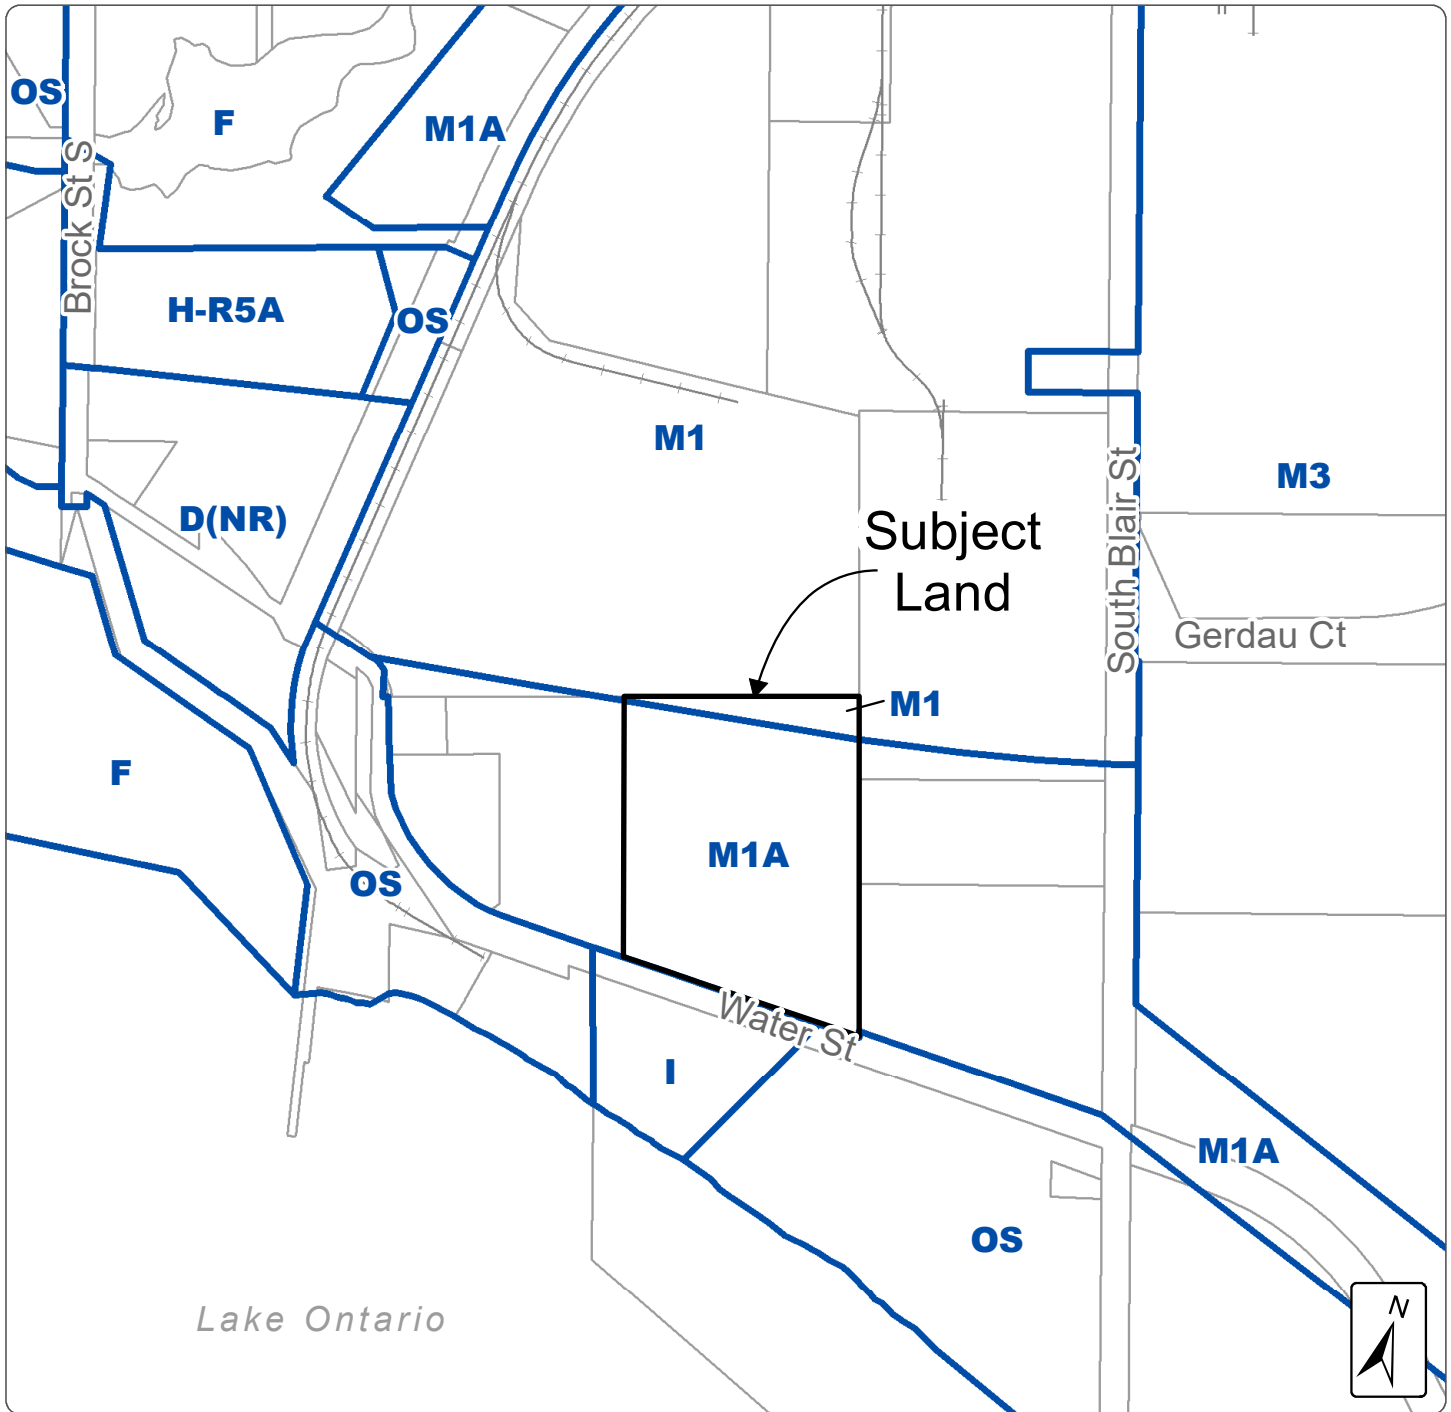 OS
F
M1A
Brock St S
H-R5A
OS
M1
M3
D(NR)
Subject
Land
South Blair St
Gerdau Ct
M1
F
M1A
OS
Water St
I
M1A
OS
Lake Ontario
N